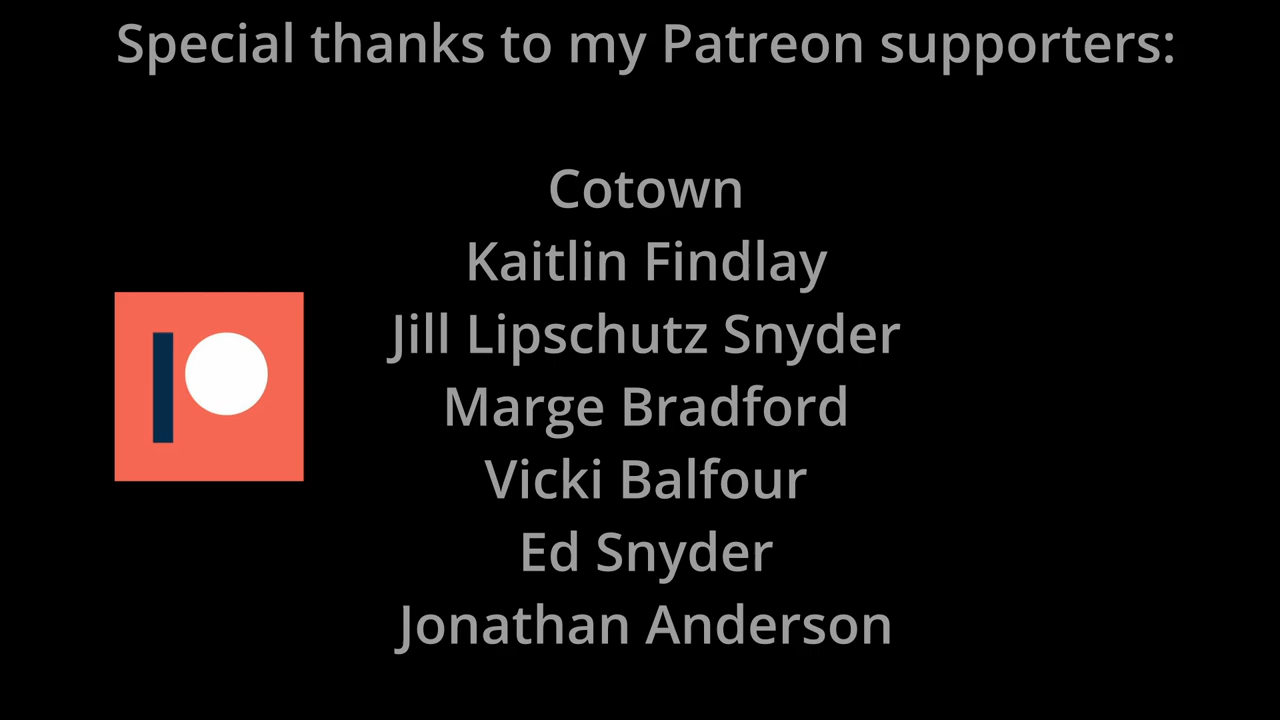 Special thanks to my Patreon supporters:
Cotown
Kaitlin Findlay
Jill Lipschutz Snyder
Marge Bradford
Vicki Balfour
Ed Snyder
Jonathan Anderson